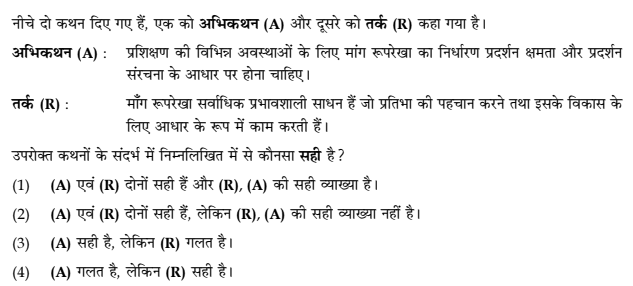 नीचे दो कथन दिए गए हैं, एक को अभिकथन (A) और दूसरे को तर्क (R) कहा गया है।
अभिकथन (A) : प्रशिक्षण की विभिन्न अवस्थाओं के लिए मांग रूपरेखा का निर्धारण प्रदर्शन क्षमता और प्रदर्शन
संरचना के आधार पर होना चाहिए।
तर्क (R) : माँग रूपरेखा सर्वाधिक प्रभावशाली साधन हैं जो प्रतिभा की पहचान करने तथा इसके विकास के
लिए आधार के रूप में काम करती हैं।
उपरोक्त कथनों के संदर्भ में निम्नलिखित में से कौनसा सही है?
(1) (A) एवं (R) दोनों सही हैं और (R), (A) की सही व्याख्या है।
(2) (A) एवं (R) दोनों सही हैं, लेकिन (R), (A) की सही व्याख्या नहीं है।
(3) (A) सही है, लेकिन (R) गलत है।
(4) (A) गलत है, लेकिन (R) सही है।